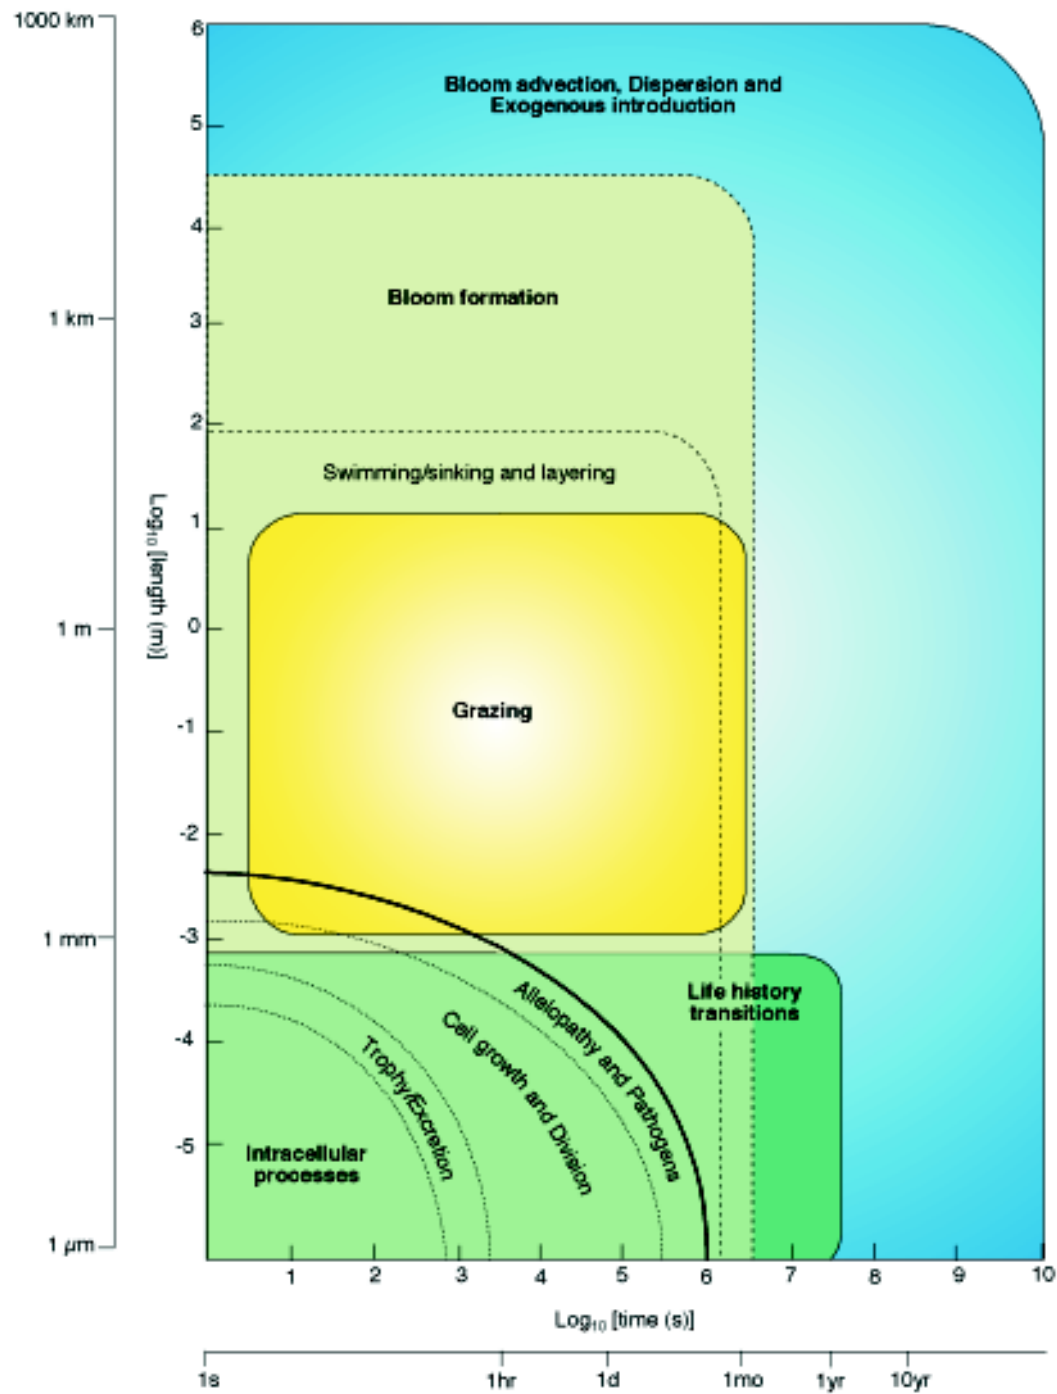 1000 km
1 km
1 m
1 mm
1 µm
Log10 [length (m)]
6
5
4
3
2
1
0
-1
-2
-3
-4
-5
Bloom advection, Dispersion and
Exogenous introduction
Bloom formation
Swimming/sinking and layering
Grazing
Life history
transitions
Allelopathy and Pathogens
Cell growth and Division
Trophy/Excretion
Intracellular
processes
1 2 3 4 5 6 7 8 9 10
Log10 [time (s)]
1s 1hr 1d 1mo 1yr 10yr